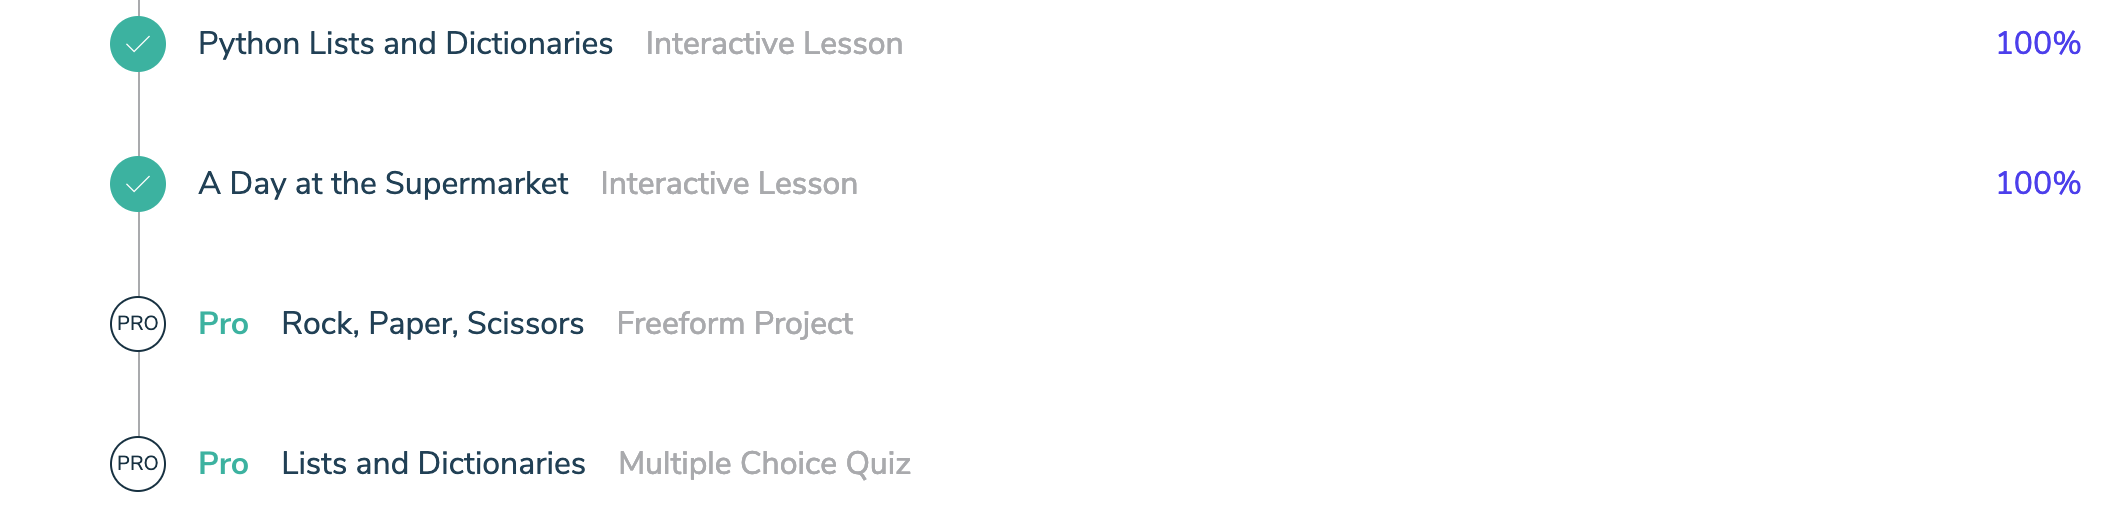 Python Lists and Dictionaries Interactive Lesson 100%
A Day at the Supermarket Interactive Lesson 100%
PRO Pro Rock, Paper, Scissors Freeform Project
PRO Pro Lists and Dictionaries Multiple Choice Quiz